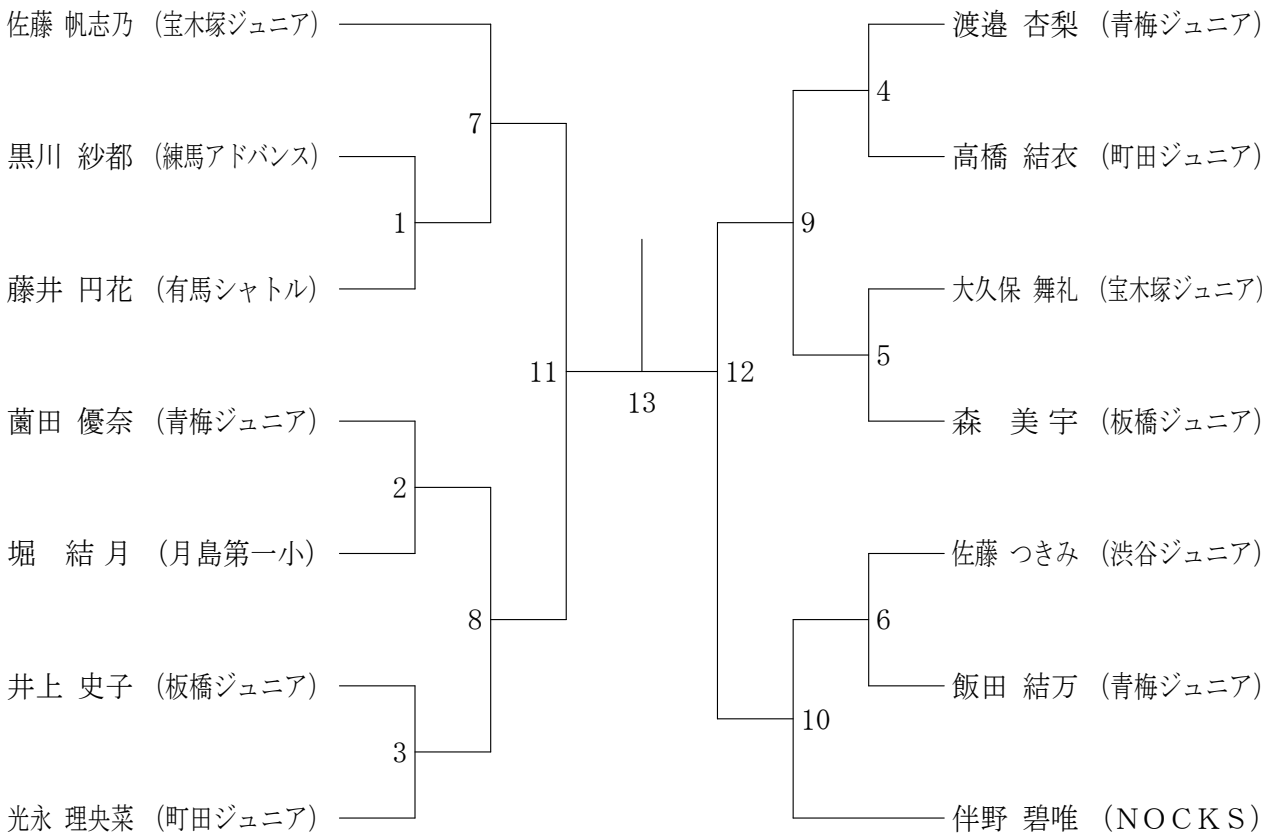 佐藤 帆志乃 (宝木塚ジュニア)
7
黒川 紗都 (練馬アドバンス)
1
藤井 円花 (有馬シャトル)
11
薗田 優奈 (青梅ジュニア)
2
堀 結月 (月島第一小)
8
井上 史子 (板橋ジュニア)
3
光永 理央菜 (町田ジュニア)
13
渡邉 杏梨 (青梅ジュニア)
4
高橋 結衣 (町田ジュニア)
9
大久保 舞礼 (宝木塚ジュニア)
5
森 美宇 (板橋ジュニア)
12
佐藤 つきみ (渋谷ジュニア)
6
飯田 結万 (青梅ジュニア)
10
伴野 碧唯 (NOCKS)